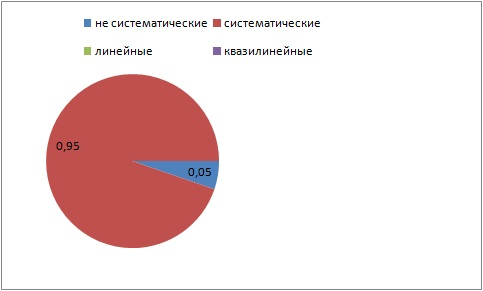 не систематические систематические
линейные квазилинейные
0,95
0,05